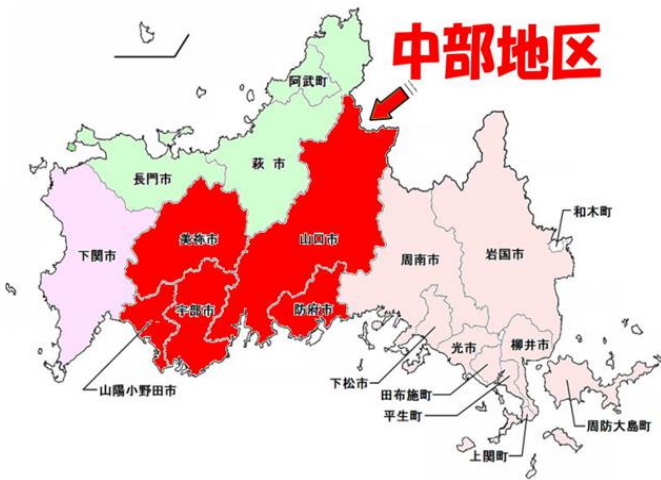 中部地区
阿武町
萩市
長門市
和木町
美祢市
山口市
下関市
岩国市
周南市
宇部市
防府市
光市
柳井市
山陽小野田市
下松市
田布施町
平生町
周防大島町
上関町